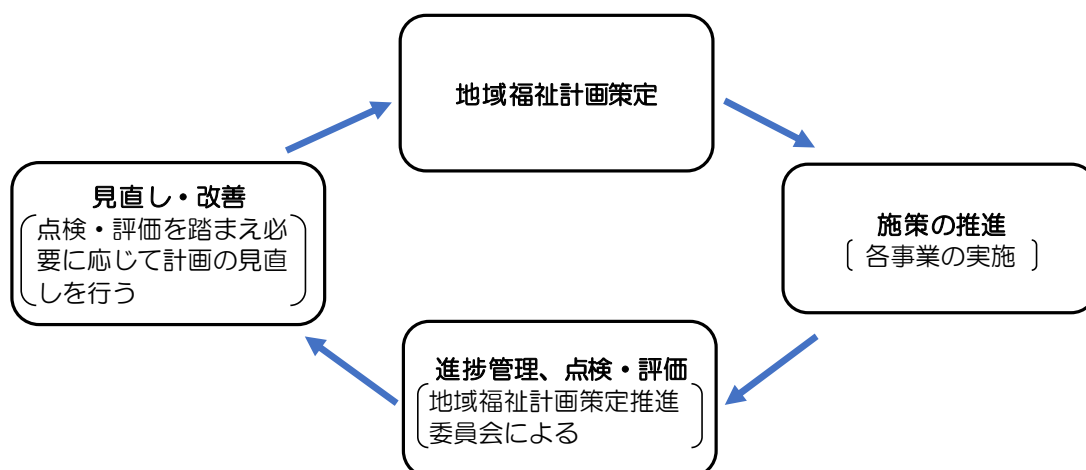 地域福祉計画策定
施策の推進
各事業の実施
進捗管理、点検・評価
地域福祉計画策定推進
委員会による
見直し・改善
点検・評価を踏まえ必
要に応じて計画の見直
しを行う